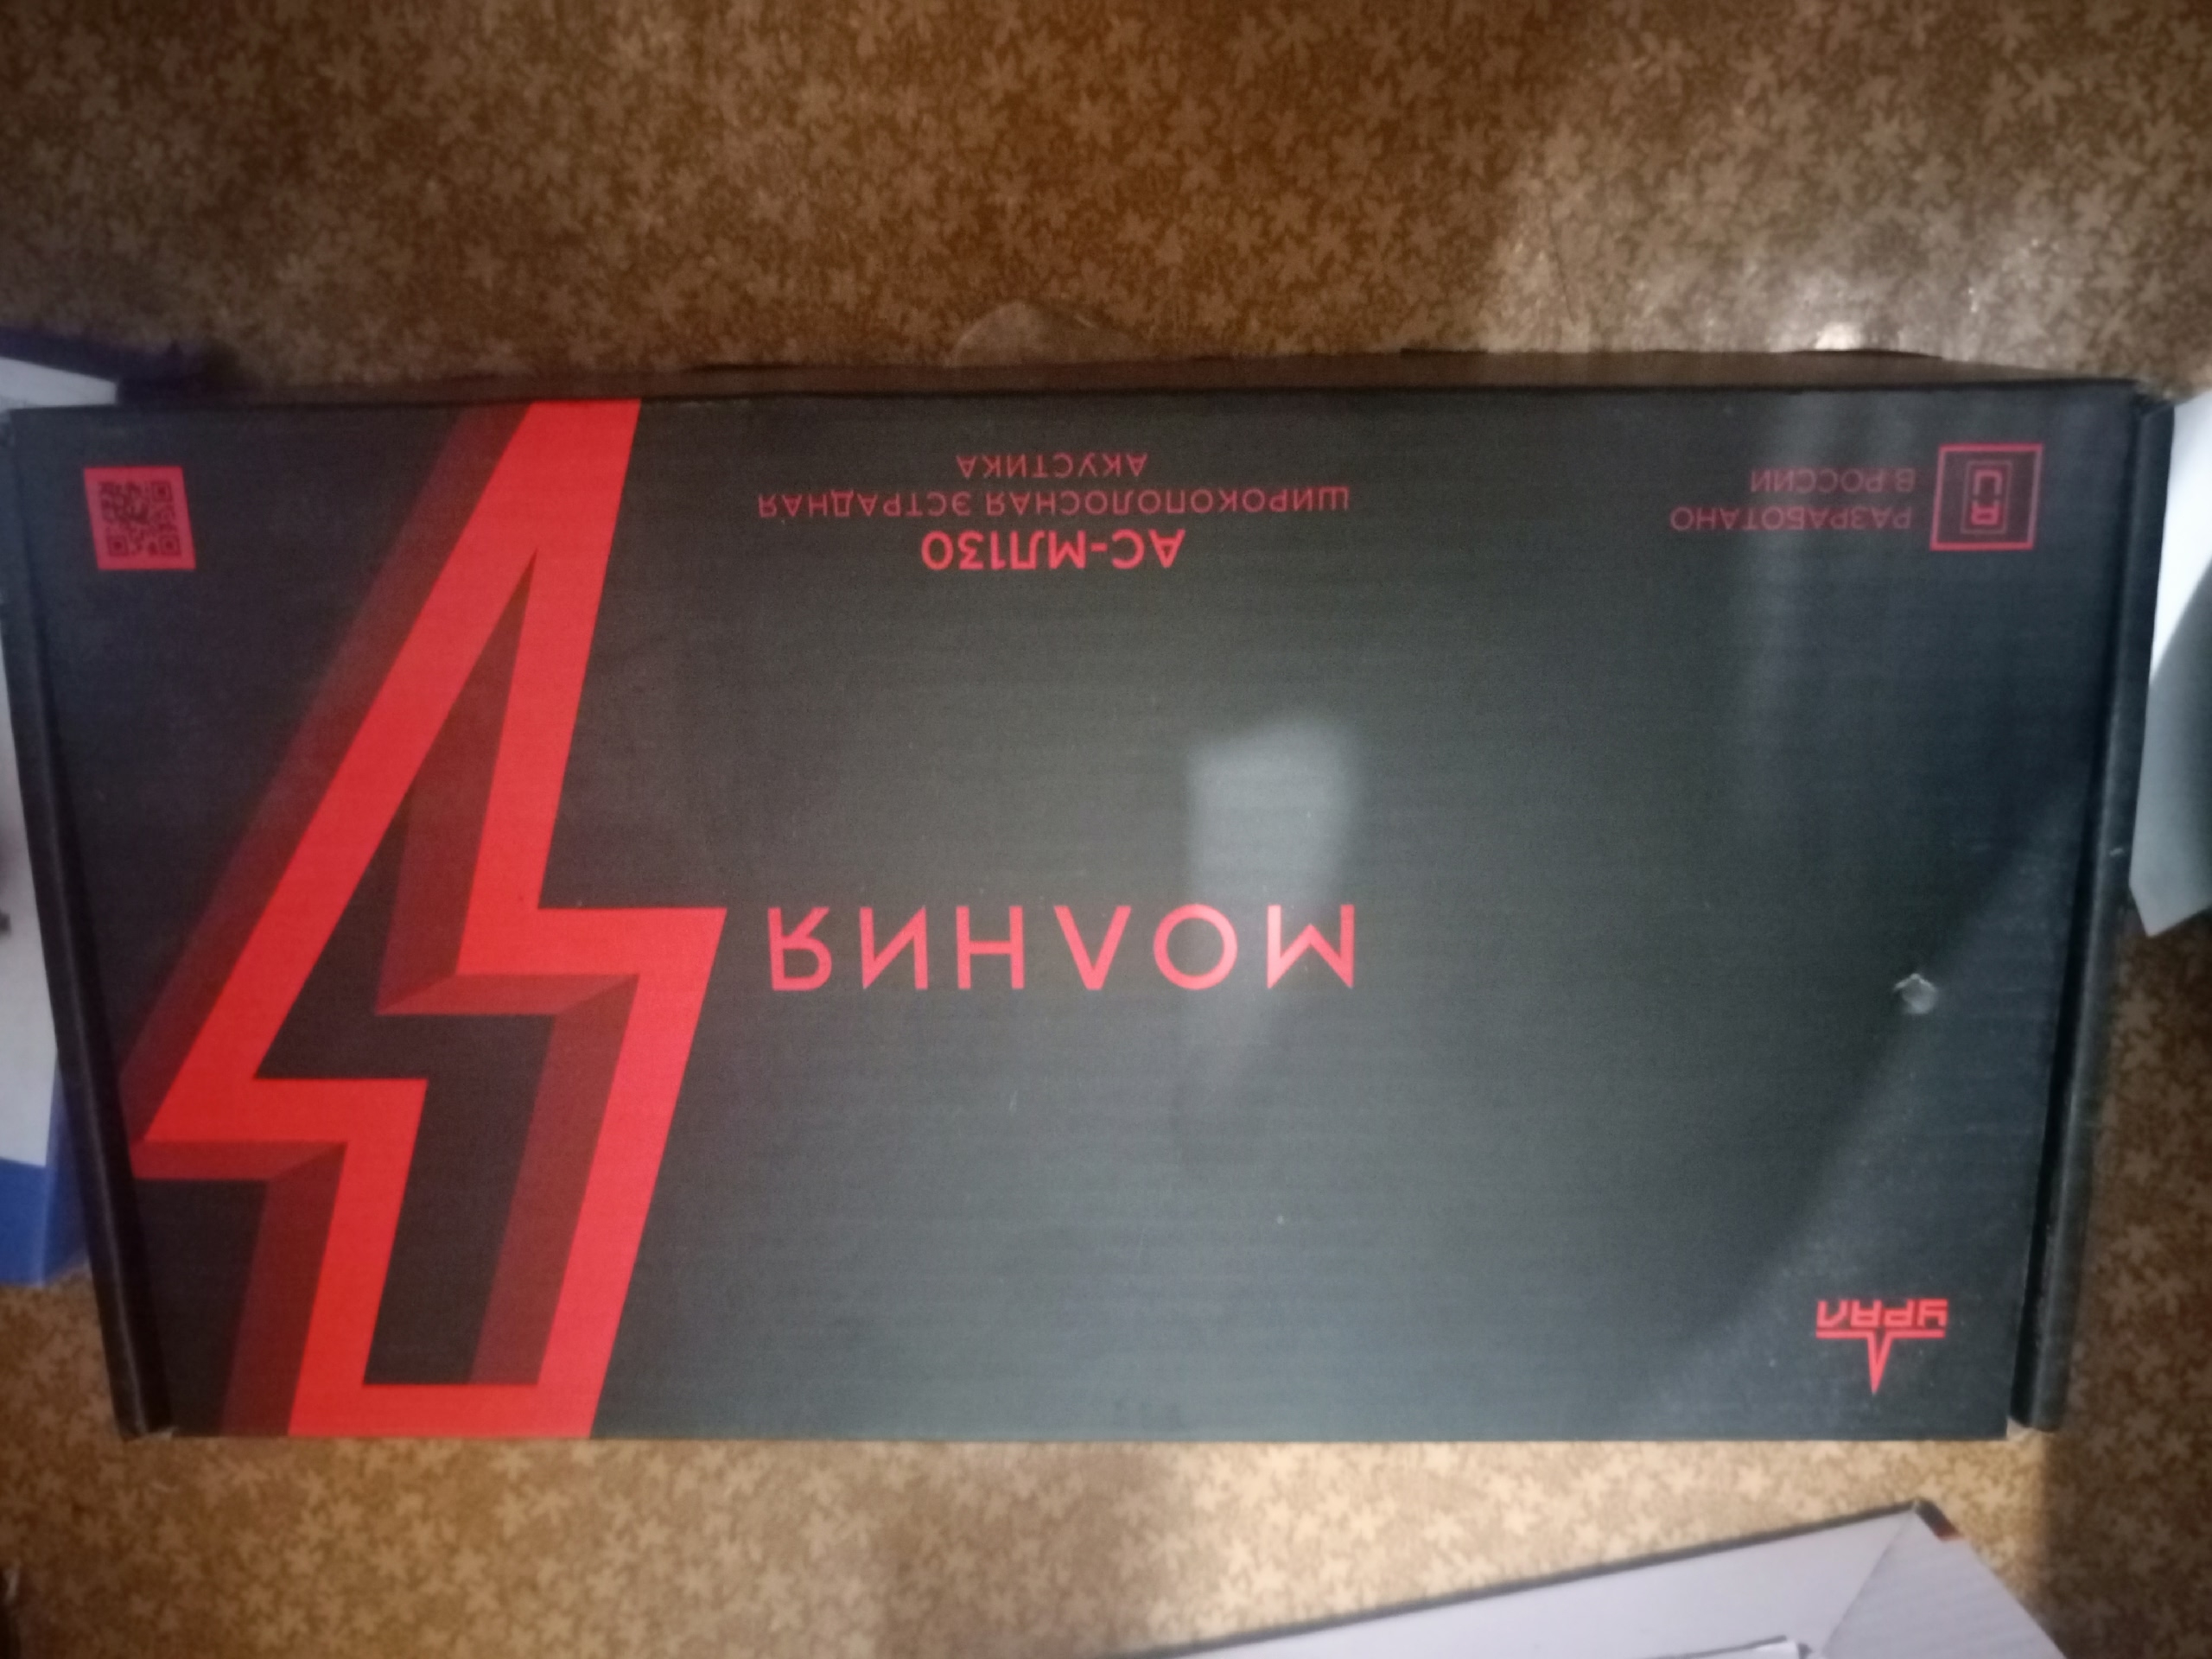 УРАЛ
МОЛНИЯ
РАЗРАБОТАНО
В РОССИИ
АС-МЛ130
ШИРОКОПОЛОСНАЯ ЭСТРАДНАЯ
АКУСТИКА